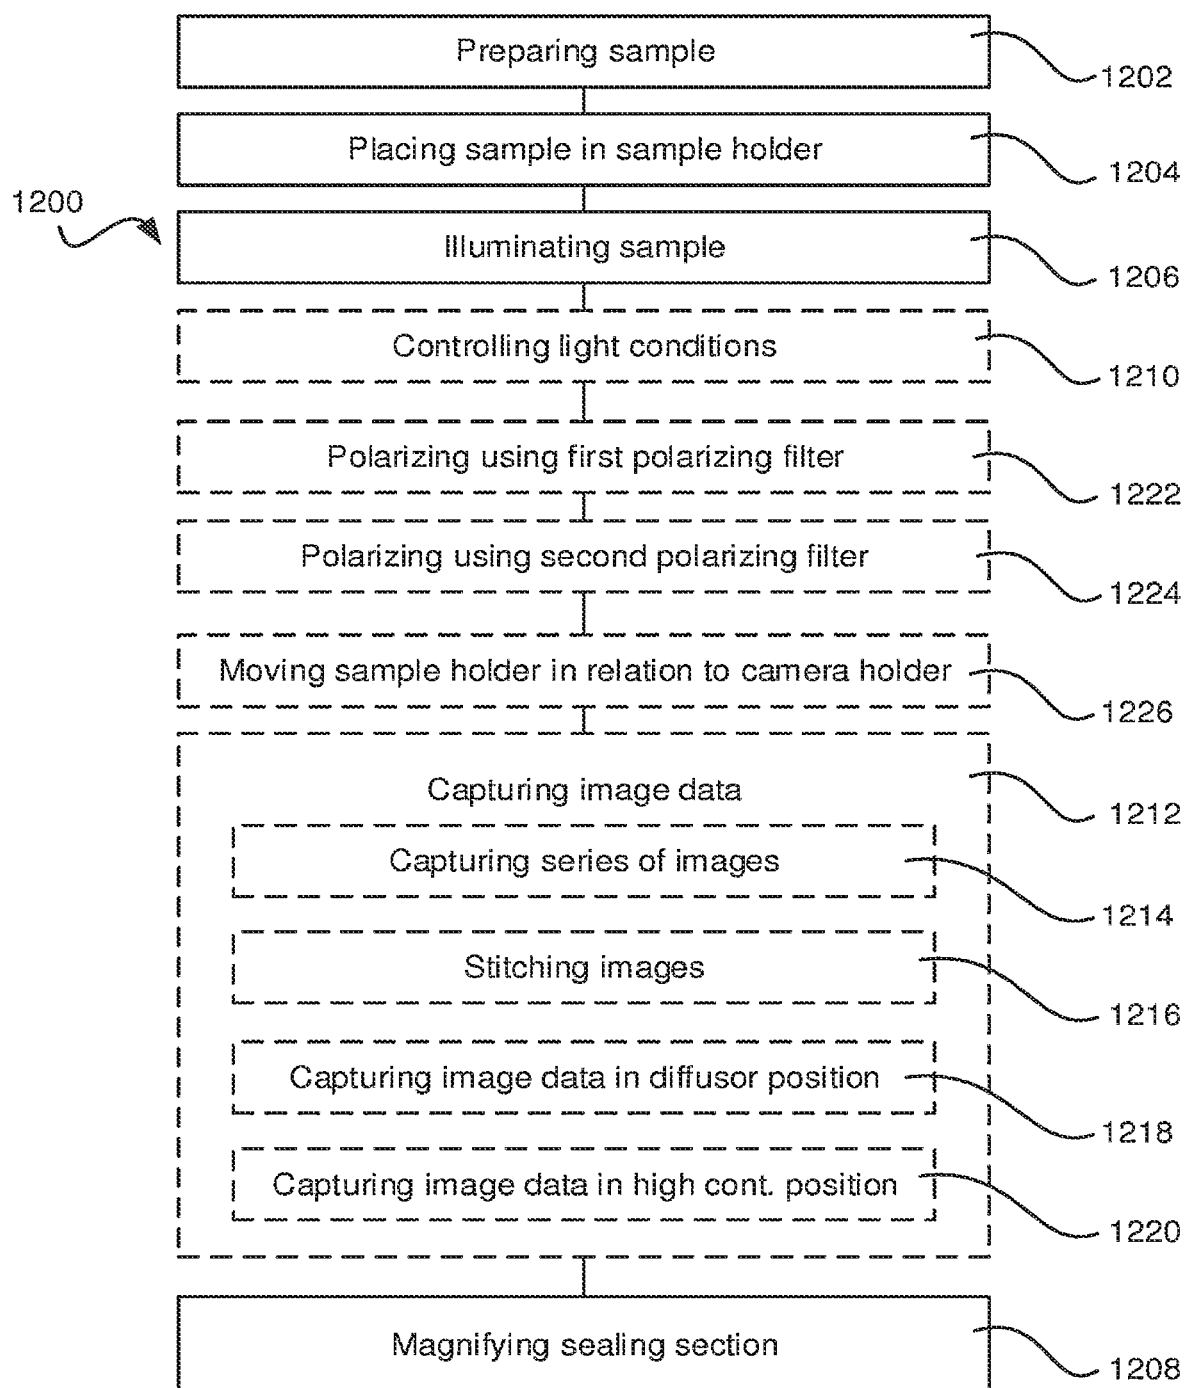 Preparing sample
1202
Placing sample in sample holder
1204
1200
Illuminating sample
1206
Controlling light conditions
1210
Polarizing using first polarizing filter
1222
Polarizing using second polarizing filter
1224
Moving sample holder in relation to camera holder
1226
Capturing image data
1212
Capturing series of images
1214
Stitching images
1216
Capturing image data in diffusor position
1218
Capturing image data in high cont. position
1220
Magnifying sealing section
1208